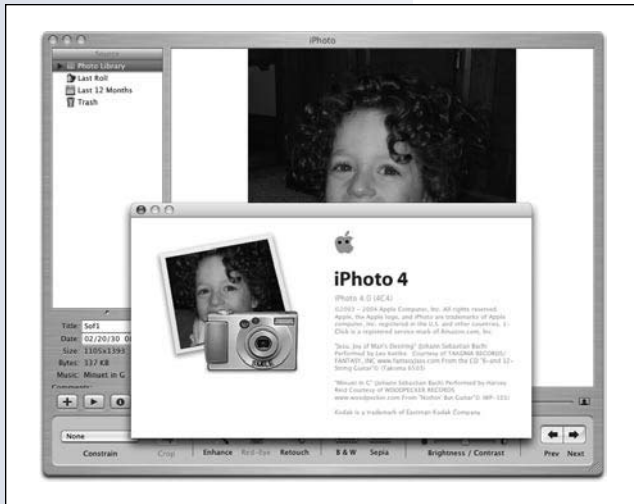 iPhoto
Source
Photo Library
Last Roll
Last 12 Months
Trash
iPhoto 4
iPhoto 4.0 (4C4)
©2002 – 2004 Apple Computer, Inc. All rights reserved.
Apple, the Apple logo, and iPhoto are trademarks of Apple
Computer, Inc. registered in the U.S. and other countries. 1-
Click is a registered service mark of Amazon.com, Inc.
"Jesu, Joy of Man's Desiring" (Johann Sebastian Bach)
Performed by Leo Kottke. Courtesy of TAKOMA RECORDS/
FANTASY, INC. www.fantasyjazz.com From the CD "6-and 12-
String Guitar"© (Takoma 6503)
"Minuet in G" (Johann Sebastian Bach) Performed by Harvey
Reid Courtesy of WOODPECKER RECORDS
www.woodpecker.com From "Nothin' But Guitar"© (WP-101)
Kodak is a trademark of Eastman Kodak Company
Title: Sof1
Date: 02/20/30
Size: 1105x1393
Bytes: 337 KB
Music: Minuet in G
Comments:
None
Constrain Crop Enhance Red-Eye Retouch B & W Sepia Brightness / Contrast Prev Next